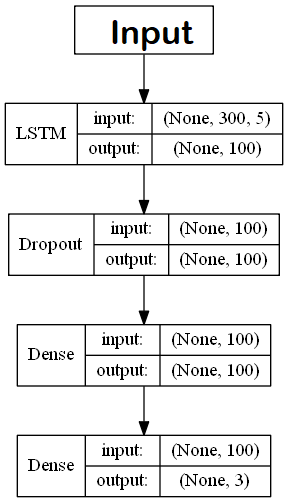 Input
LSTM
input: (None, 300, 5)
output: (None, 100)
Dropout
input: (None, 100)
output: (None, 100)
Dense
input: (None, 100)
output: (None, 100)
Dense
input: (None, 100)
output: (None, 3)